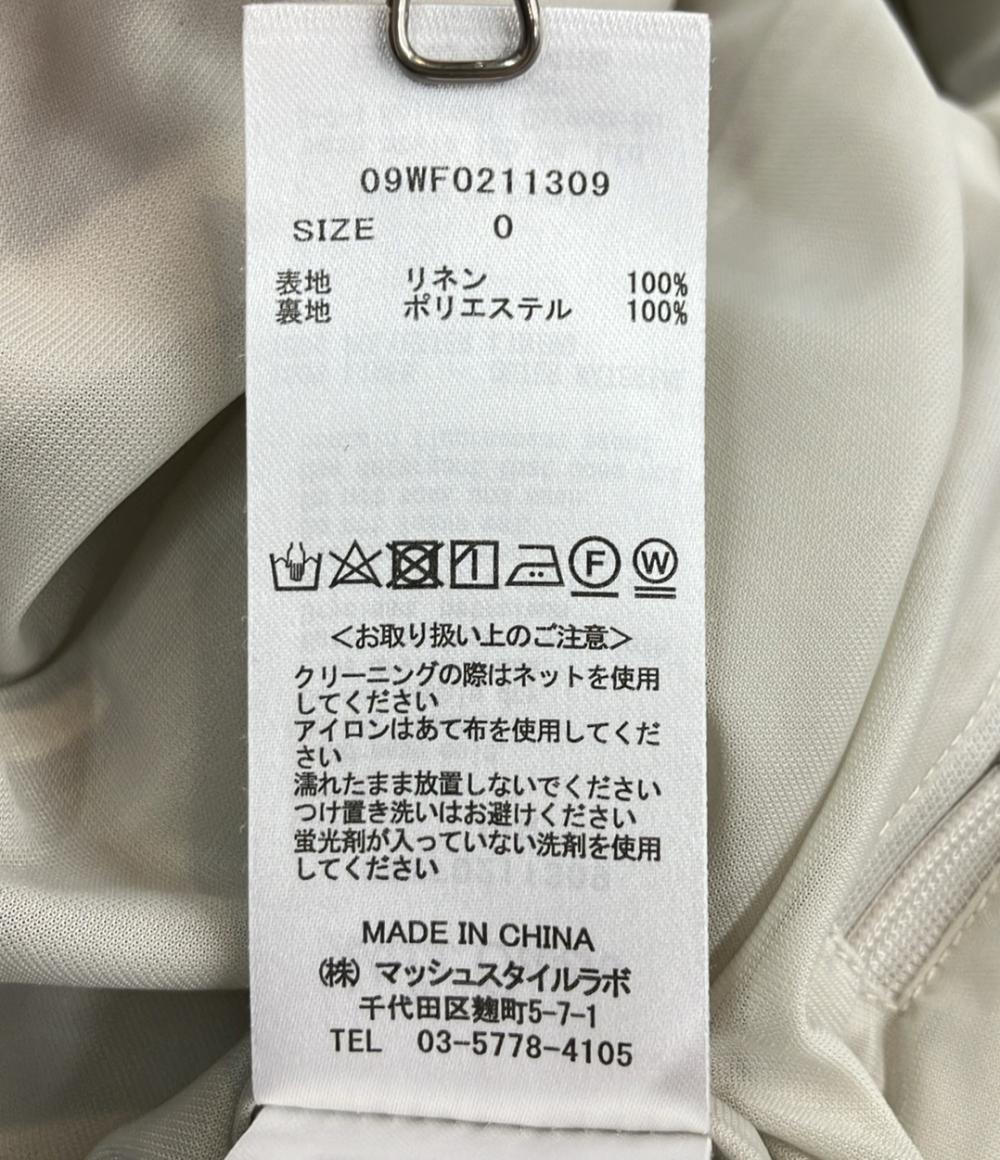 09WF0211309
SIZE 0
表地 リネン 100%
裏地 ポリエステル 100%
F W
<お取り扱い上のご注意>
クリーニングの際はネットを使用
してください
アイロンはあて布を使用してくだ
さい
濡れたまま放置しないでください
つけ置き洗いはお避けください
蛍光剤が入っていない洗剤を使用
してください
MADE IN CHINA
(株) マッシュスタイルラボ
千代田区麹町5-7-1
TEL 03-5778-4105